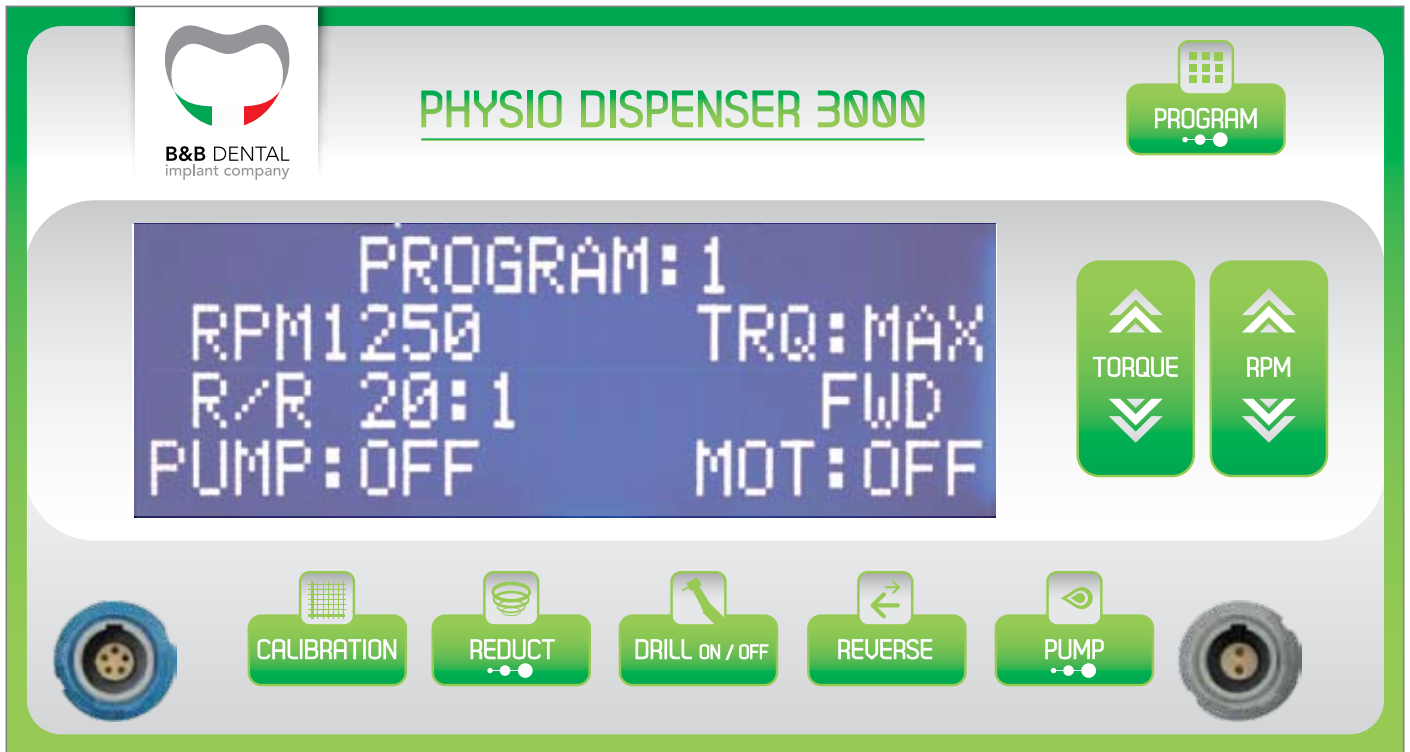 B&B DENTAL
implant company
PHYSIO DISPENSER 3000
PROGRAM
PROGRAM:1
RPM1250 TRQ:MAX
R/R 20:1 FWD
PUMP:OFF MOT:OFF
TORQUE
RPM
CALIBRATION
REDUCT
DRILL ON / OFF
REVERSE
PUMP